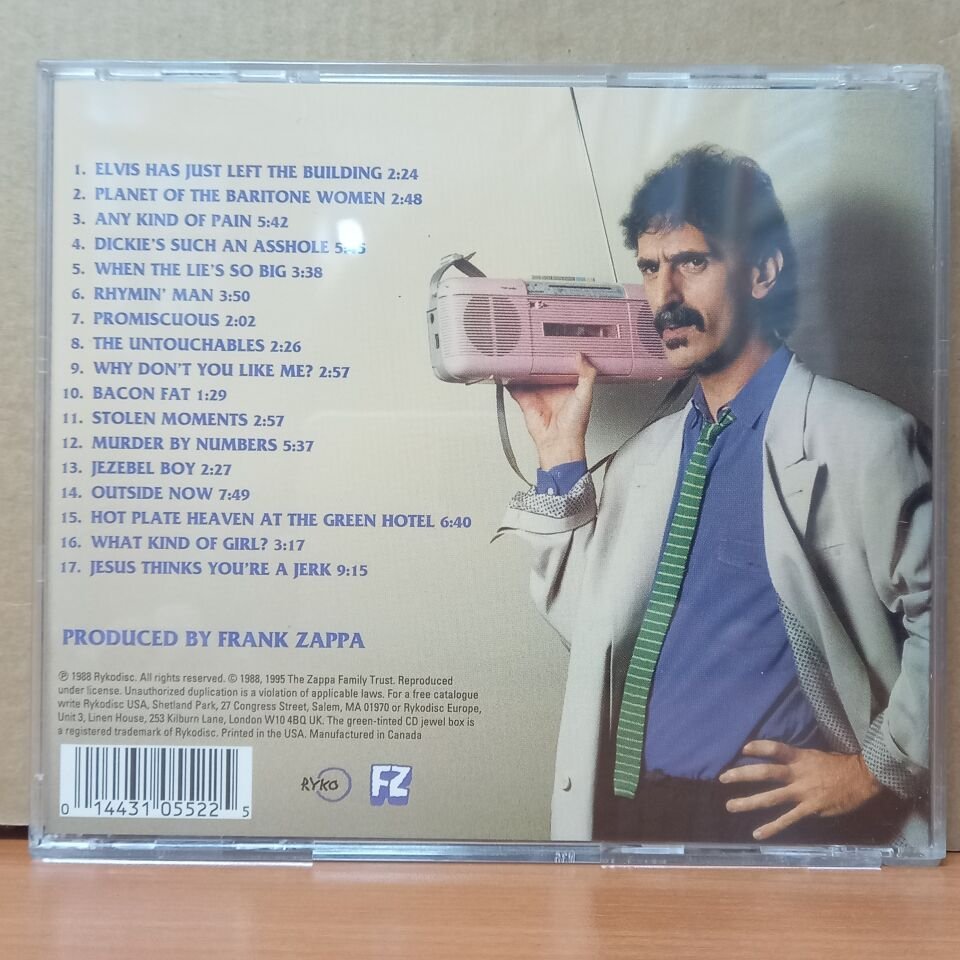 1. ELVIS HAS JUST LEFT THE BUILDING 2:24
2. PLANET OF THE BARITONE WOMEN 2:48
3. ANY KIND OF PAIN 5:42
4. DICKIE'S SUCH AN ASSHOLE
5. WHEN THE LIE'S SO BIG 3:38
6. RHYMIN' MAN 3:50
7. PROMISCUOUS 2:02
8. THE UNTOUCHABLES 2:26
9. WHY DON'T YOU LIKE ME? 2:57
10. BACON FAT 1:29
11. STOLEN MOMENTS 2:57
12. MURDER BY NUMBERS 5:37
13. JEZEBEL BOY 2:27
14. OUTSIDE NOW 7:49
15. HOT PLATE HEAVEN AT THE GREEN HOTEL 6:40
16. WHAT KIND OF GIRL? 3:17
17. JESUS THINKS YOU'RE A JERK 9:15
PRODUCED BY FRANK ZAPPA
℗ 1988 Rykodisc. All rights reserved. © 1988, 1995 The Zappa Family Trust. Reproduced
under license. Unauthorized duplication is a violation of applicable laws. For a free catalogue
write Rykodisc USA, Shetland Park, 27 Congress Street, Salem, MA 01970 or Rykodisc Europe,
Unit 3, Linen House, 253 Kilburn Lane, London W10 4BQ UK. The green-tinted CD jewel box is
a registered trademark of Rykodisc. Printed in the USA. Manufactured in Canada
0 14431 05522 5
RYKO
FZ